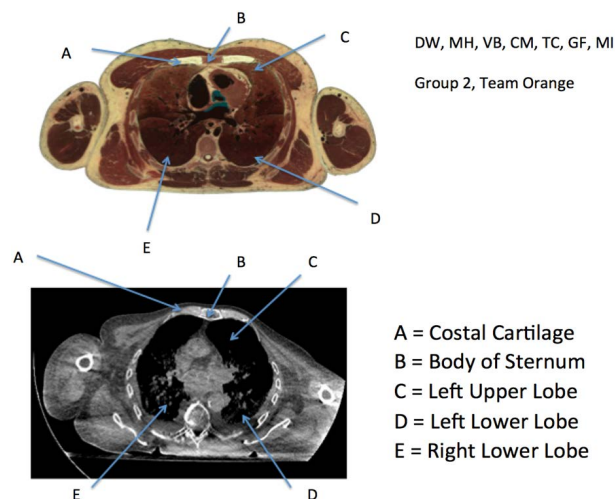 B
A
C
DW, MH, VB, CM, TC, GF, MI
Group 2, Team Orange
D
E
A
B
C
A = Costal Cartilage
B = Body of Sternum
C = Left Upper Lobe
D = Left Lower Lobe
E = Right Lower Lobe
E
D